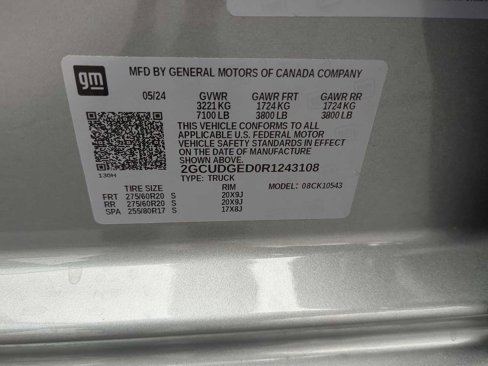 gm
MFD BY GENERAL MOTORS OF CANADA COMPANY
05/24 GVWR GAWR FRT GAWR RR
3221 KG 1724 KG 1724 KG
7100 LB 3800 LB 3800 LB
THIS VEHICLE CONFORMS TO ALL
APPLICABLE U.S. FEDERAL MOTOR
VEHICLE SAFETY STANDARDS IN EFFECT
ON THE DATE OF MANUFACTURE
SHOWN ABOVE.
2GCUDGED0R1243108
130H TYPE: TRUCK
TIRE SIZE RIM MODEL: 08CK10543
FRT 275/60R20 S 20X9J
RR 275/60R20 S 20X9J
SPA 255/80R17 S 17X8J